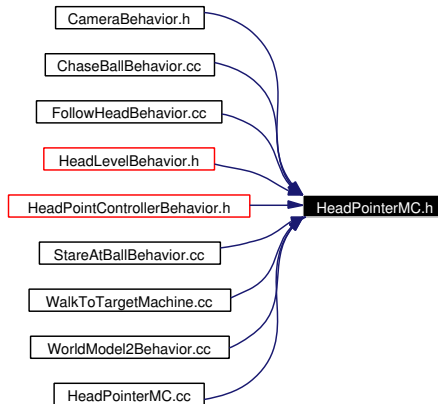 CameraBehavior.h
ChaseBallBehavior.cc
FollowHeadBehavior.cc
HeadLevelBehavior.h
HeadPointControllerBehavior.h
HeadPointerMC.h
StareAtBallBehavior.cc
WalkToTargetMachine.cc
WorldModel2Behavior.cc
HeadPointerMC.cc